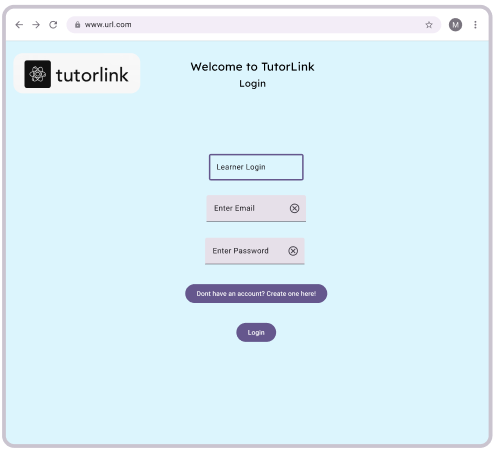 www.url.com
M
tutorlink
Welcome to TutorLink
Login
Learner Login
Enter Email
Enter Password
Dont have an account? Create one here!
Login